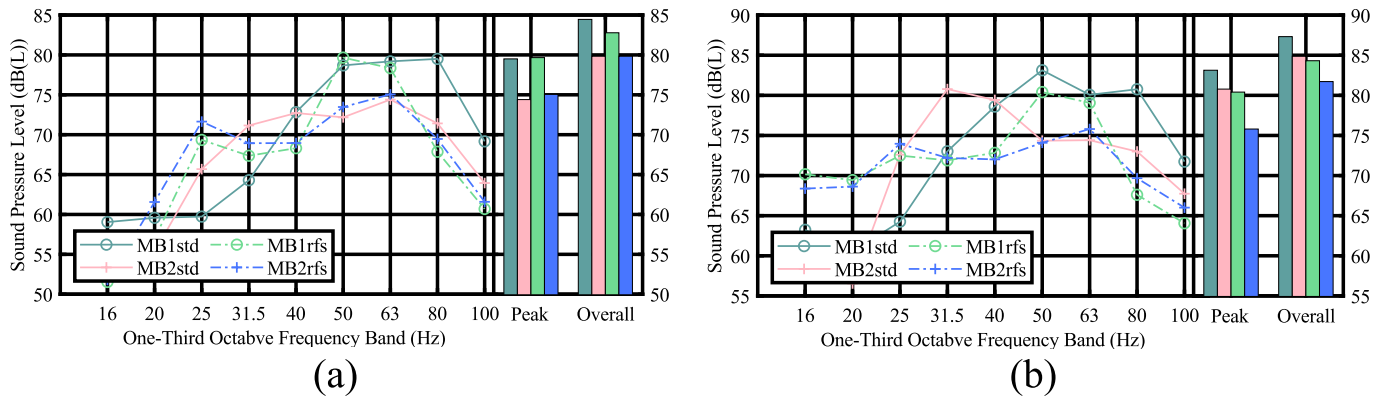 85
80
75
70
65
60
55
50
Sound Pressure Level (dB(L))
MB1std
MB1rfs
MB2std
MB2rfs
16 20 25 31.5 40 50 63 80 100 Peak Overall
One-Third Octabve Frequency Band (Hz)
85
80
75
70
65
60
55
50
(a)
90
85
80
75
70
65
60
55
Sound Pressure Level (dB(L))
MB1std
MB1rfs
MB2std
MB2rfs
16 20 25 31.5 40 50 63 80 100 Peak Overall
One-Third Octabve Frequency Band (Hz)
90
85
80
75
70
65
60
55
(b)